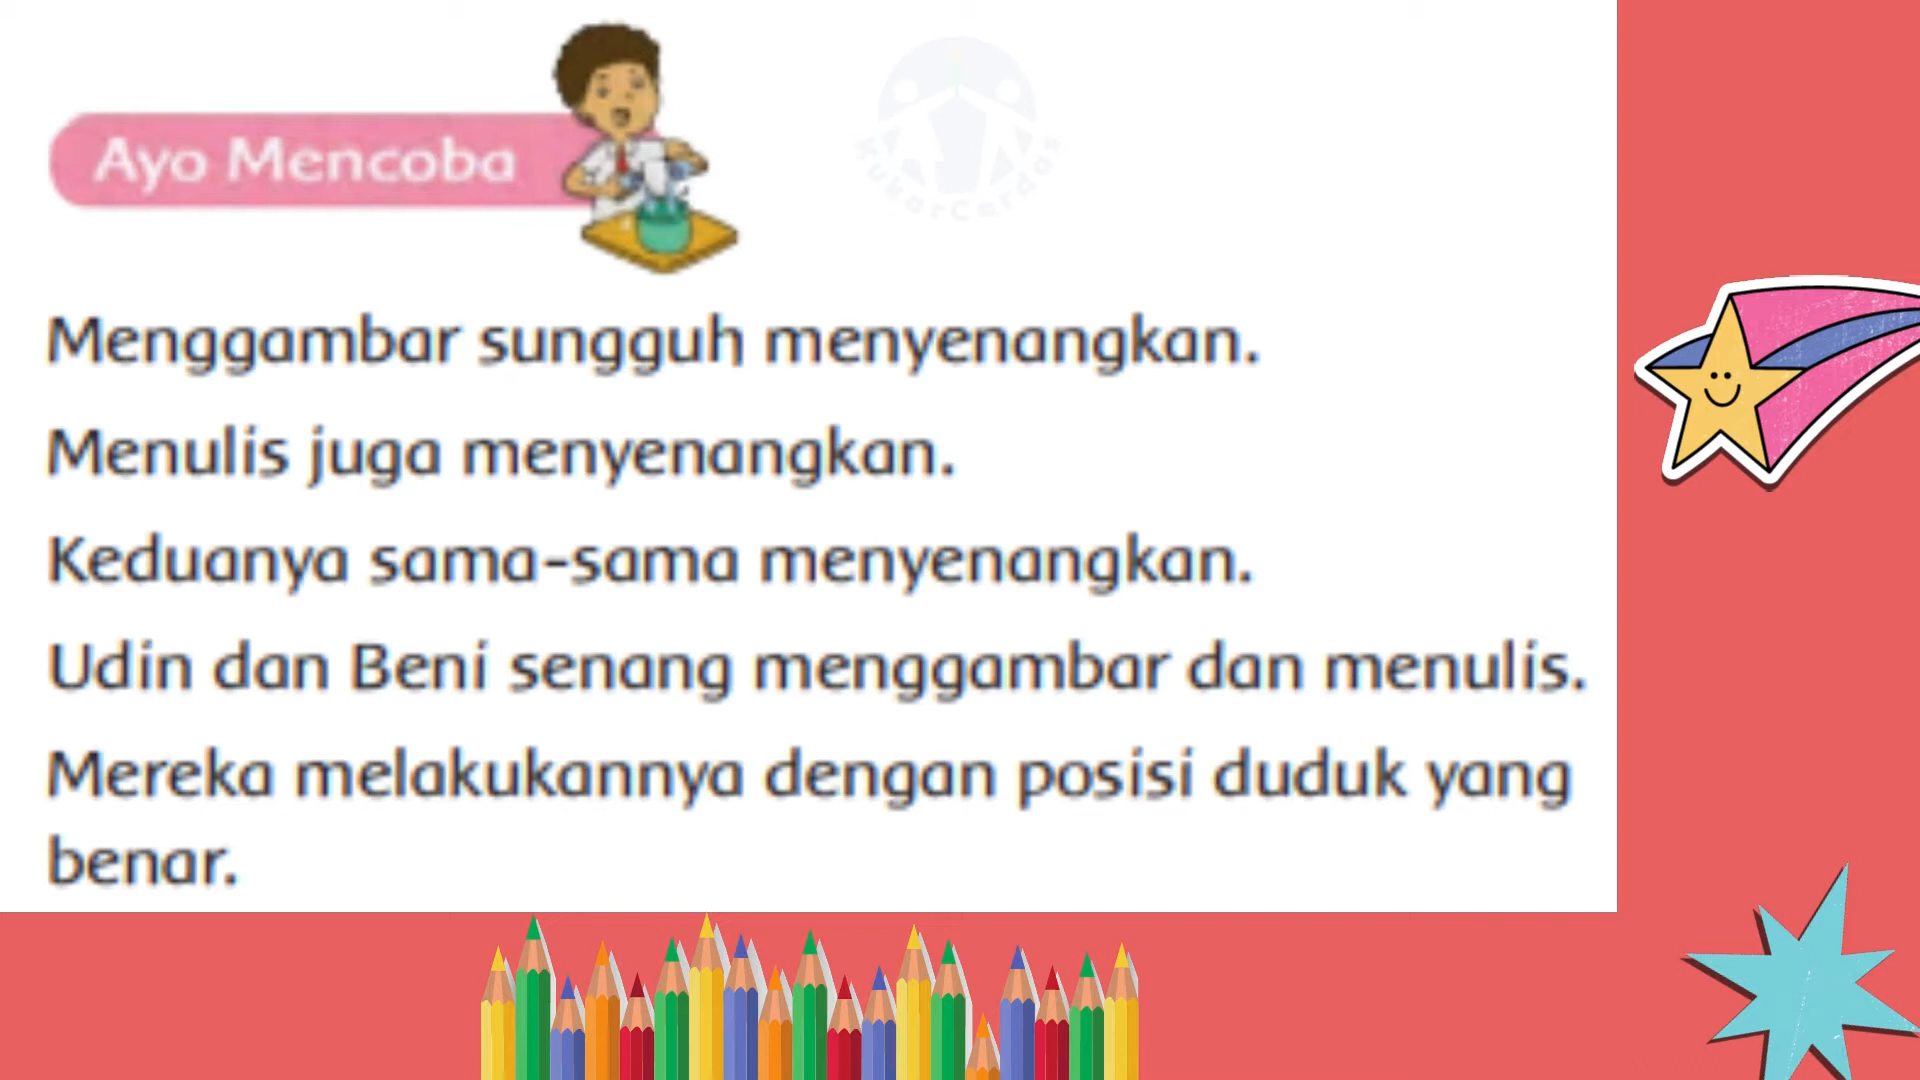 Ayo Mencoba
KukarCerdas
Menggambar sungguh menyenangkan.
Menulis juga menyenangkan.
Keduanya sama-sama menyenangkan.
Udin dan Beni senang menggambar dan menulis.
Mereka melakukannya dengan posisi duduk yang
benar.